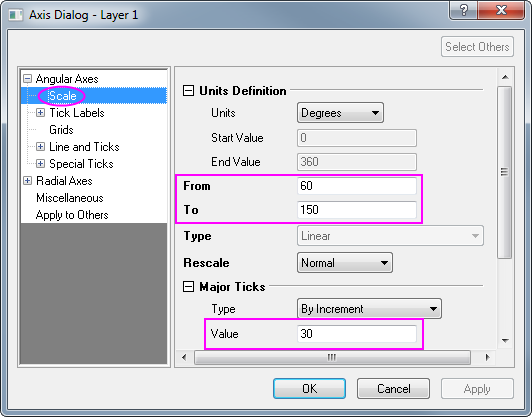 Axis Dialog - Layer 1
Select Others
Angular Axes
Scale
Tick Labels
Grids
Line and Ticks
Special Ticks
Radial Axes
Miscellaneous
Apply to Others
Units Definition
Units Degrees
Start Value 0
End Value 360
From 60
To 150
Type Linear
Rescale Normal
Major Ticks
Type By Increment
Value 30
OK Cancel Apply